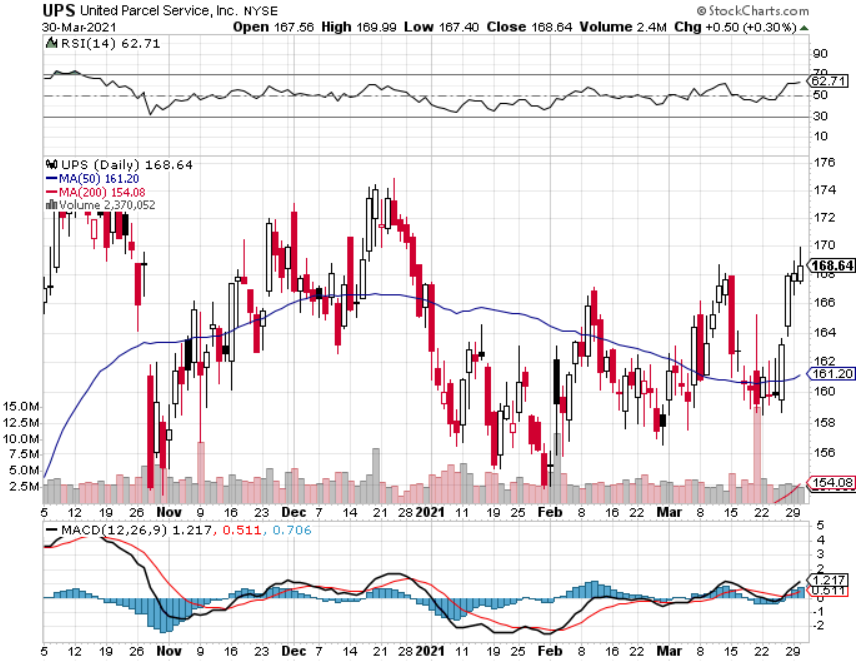 UPS United Parcel Service, Inc. NYSE
© StockCharts.com
30-Mar-2021 Open 167.56 High 169.99 Low 167.40 Close 168.64 Volume 2.4M Chg +0.50 (+0.30%)
RSI(14) 62.71
90
70
62.71
50
30
10
UPS (Daily) 168.64
MA(50) 161.20
MA(200) 154.08
Volume 2,370,052
176
174
172
170
168.64
168
166
164
162
161.20
160
158
156
154.08
15.0M
12.5M
10.0M
7.5M
5.0M
2.5M
5 12 19 26 Nov 9 16 23 Dec 7 14 21 28 2021 11 19 25 Feb 8 16 22 Mar 8 15 22 29
MACD(12,26,9) 1.217, 0.511, 0.706
5
4
3
2
1.217
0.511
0
-1
-2
5 12 19 26 Nov 9 16 23 Dec 7 14 21 28 2021 11 19 25 Feb 8 16 22 Mar 8 15 22 29